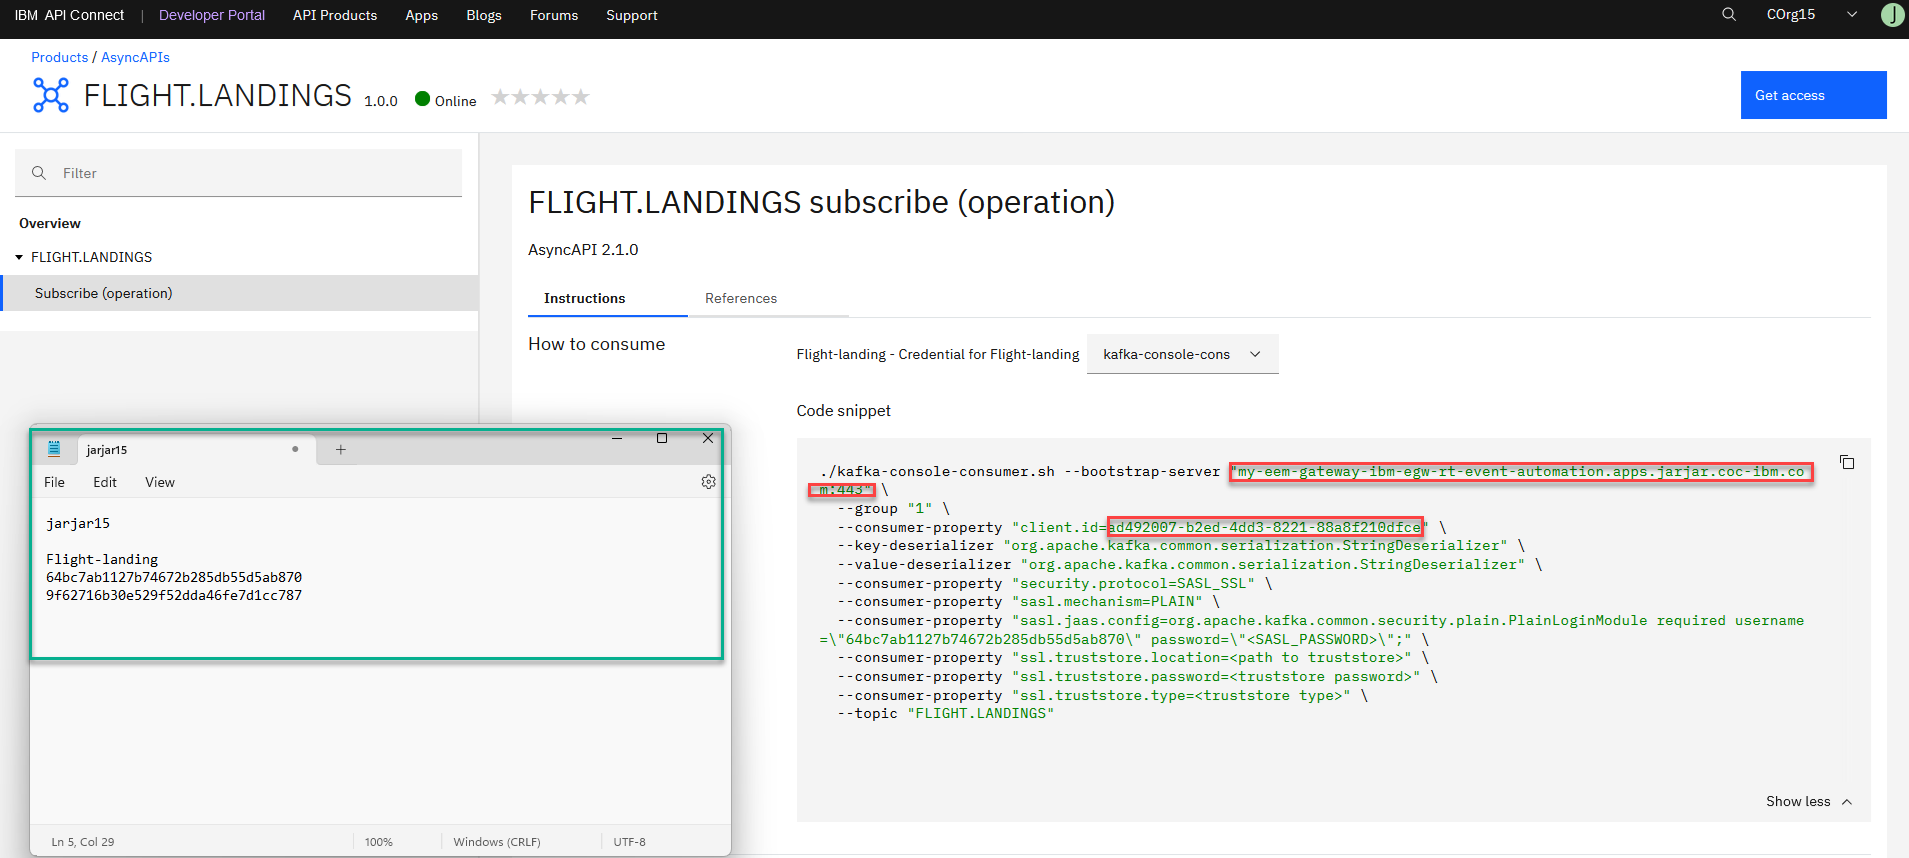 IBM API Connect | Developer Portal API Products Apps Blogs Forums Support COrg15 J
Products / AsyncAPIs
FLIGHT.LANDINGS 1.0.0 Online
Get access
Filter
Overview
FLIGHT.LANDINGS
Subscribe (operation)
FLIGHT.LANDINGS subscribe (operation)
AsyncAPI 2.1.0
Instructions References
How to consume
Flight-landing - Credential for Flight-landing kafka-console-cons
Code snippet
./kafka-console-consumer.sh --bootstrap-server "my-eem-gateway-ibm-egw-rt-event-automation.apps.jarjar.coc-ibm.co
m:443" \
--group "1" \
--consumer-property "client.id=ad492007-b2ed-4dd3-8221-88a8f210dfce" \
--key-deserializer "org.apache.kafka.common.serialization.StringDeserializer" \
--value-deserializer "org.apache.kafka.common.serialization.StringDeserializer" \
--consumer-property "security.protocol=SASL_SSL" \
--consumer-property "sasl.mechanism=PLAIN" \
--consumer-property "sasl.jaas.config=org.apache.kafka.common.security.plain.PlainLoginModule required username
=\"64bc7ab1127b74672b285db55d5ab870\" password=\"<SASL_PASSWORD>\";" \
--consumer-property "ssl.truststore.location=<path to truststore>" \
--consumer-property "ssl.truststore.password=<truststore password>" \
--consumer-property "ssl.truststore.type=<truststore type>" \
--topic "FLIGHT.LANDINGS"
Show less
jarjar15
File Edit View
jarjar15
Flight-landing
64bc7ab1127b74672b285db55d5ab870
9f62716b30e529f52dda46fe7d1cc787
Ln 5, Col 29 100% Windows (CRLF) UTF-8